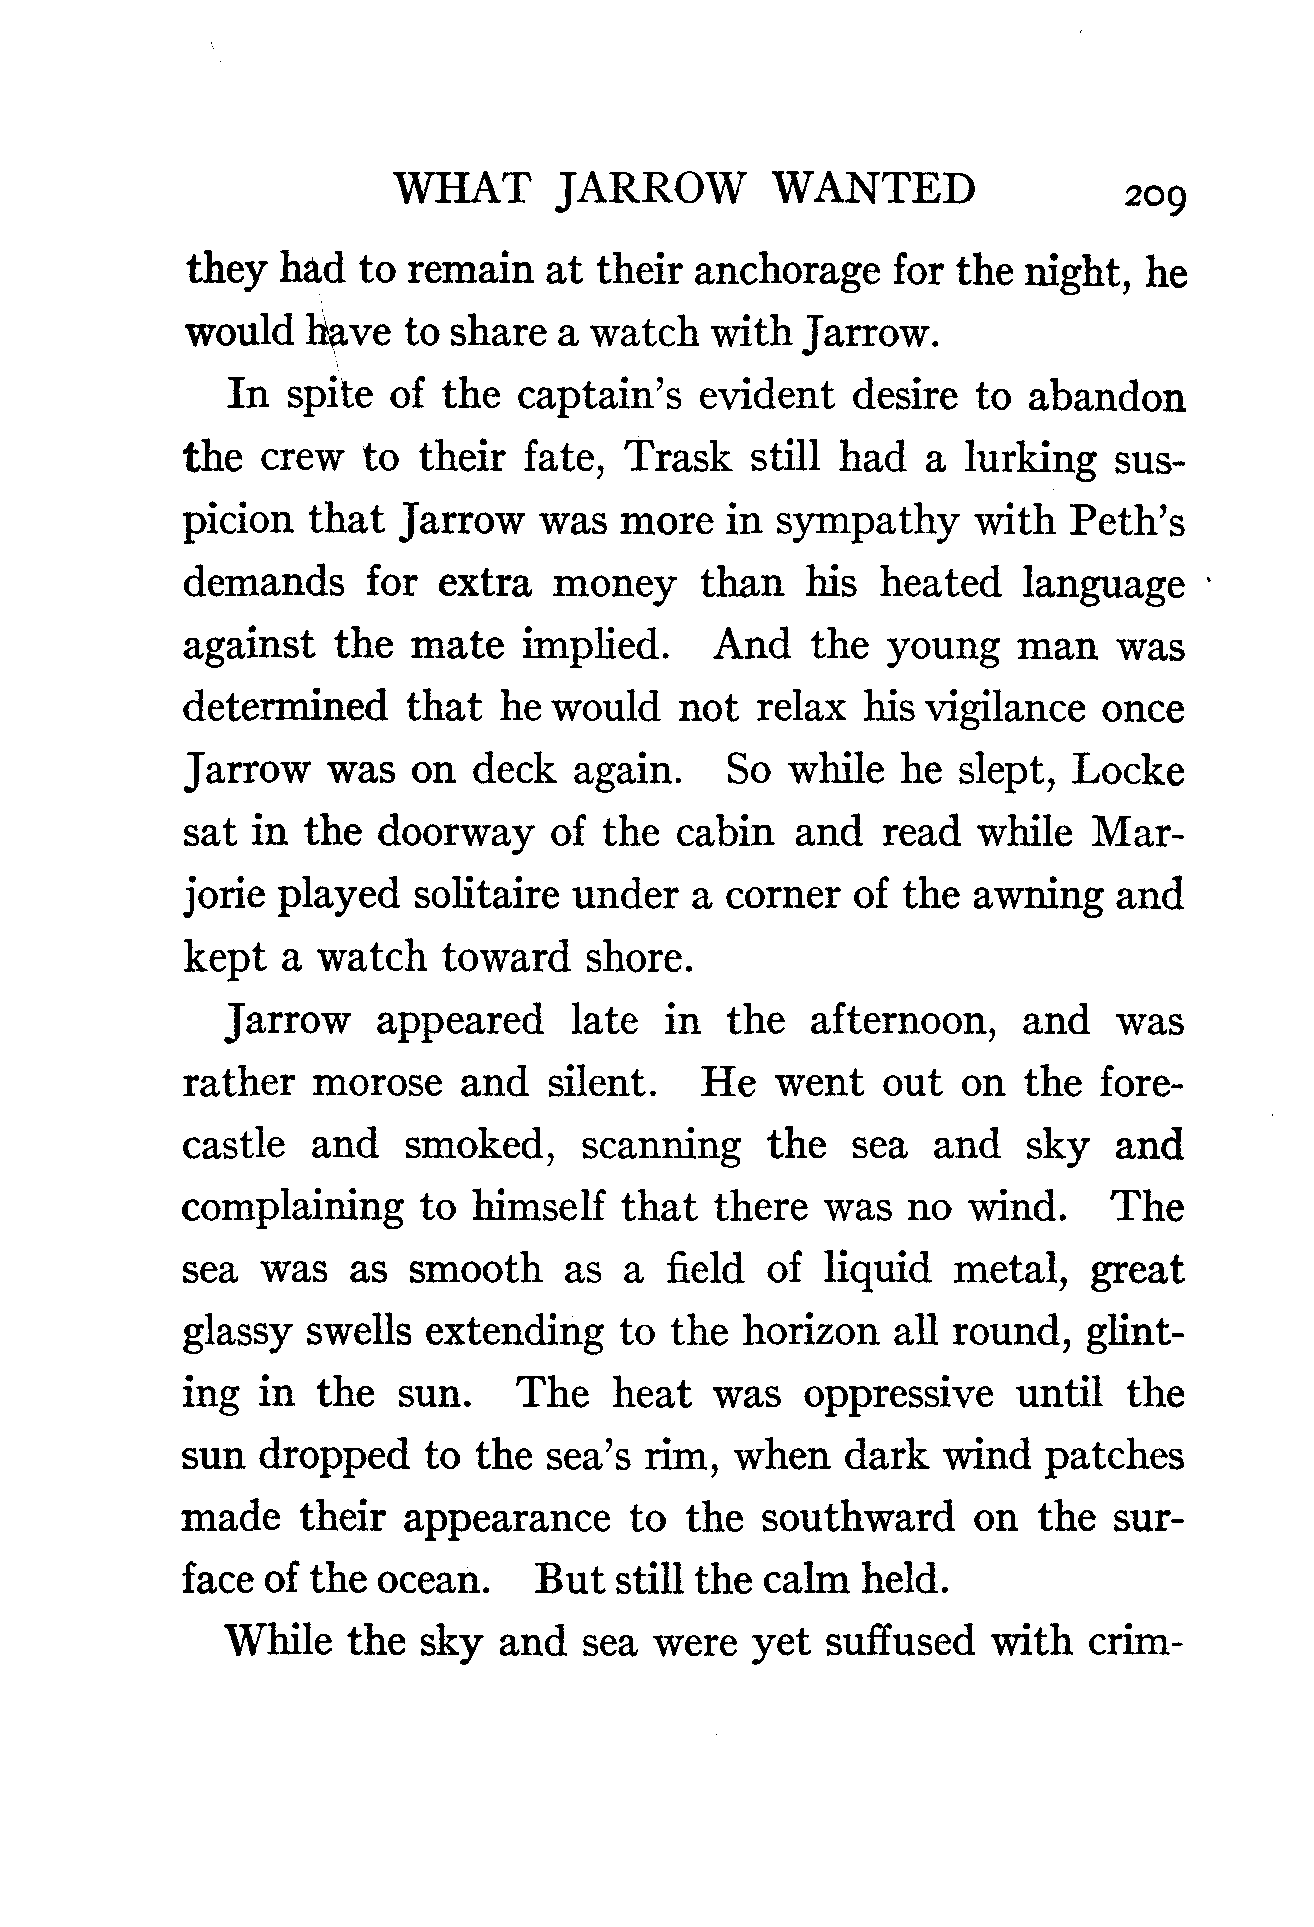 WHAT JARROW WANTED 209
they had to remain at their anchorage for the night, he
would have to share a watch with Jarrow.
In spite of the captain's evident desire to abandon
the crew to their fate, Trask still had a lurking sus-
picion that Jarrow was more in sympathy with Peth's
demands for extra money than his heated language
against the mate implied. And the young man was
determined that he would not relax his vigilance once
Jarrow was on deck again. So while he slept, Locke
sat in the doorway of the cabin and read while Mar-
jorie played solitaire under a corner of the awning and
kept a watch toward shore.
Jarrow appeared late in the afternoon, and was
rather morose and silent. He went out on the fore-
castle and smoked, scanning the sea and sky and
complaining to himself that there was no wind. The
sea was as smooth as a field of liquid metal, great
glassy swells extending to the horizon all round, glint-
ing in the sun. The heat was oppressive until the
sun dropped to the sea's rim, when dark wind patches
made their appearance to the southward on the sur-
face of the ocean. But still the calm held.
While the sky and sea were yet suffused with crim-